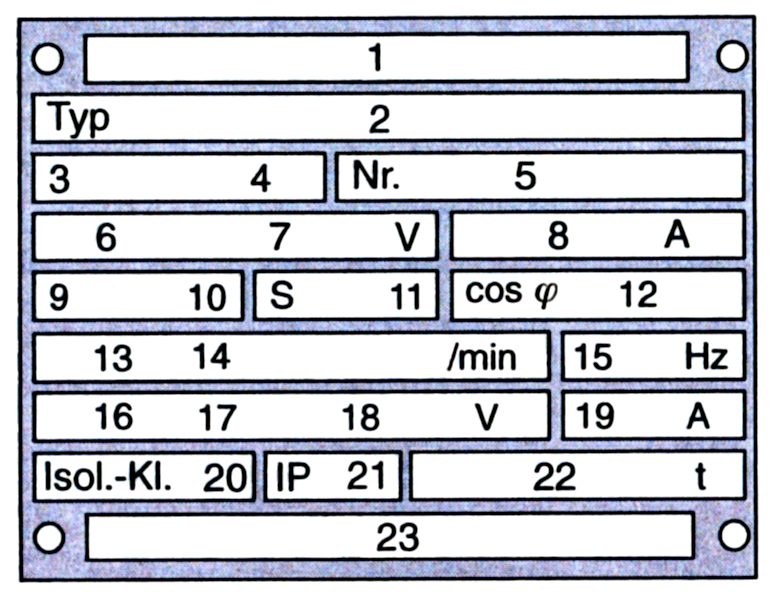 1
Typ 2
3 4 Nr. 5
6 7 V 8 A
9 10 S 11 cos φ 12
13 14 /min 15 Hz
16 17 18 V 19 A
Isol.-Kl. 20 IP 21 22 t
23